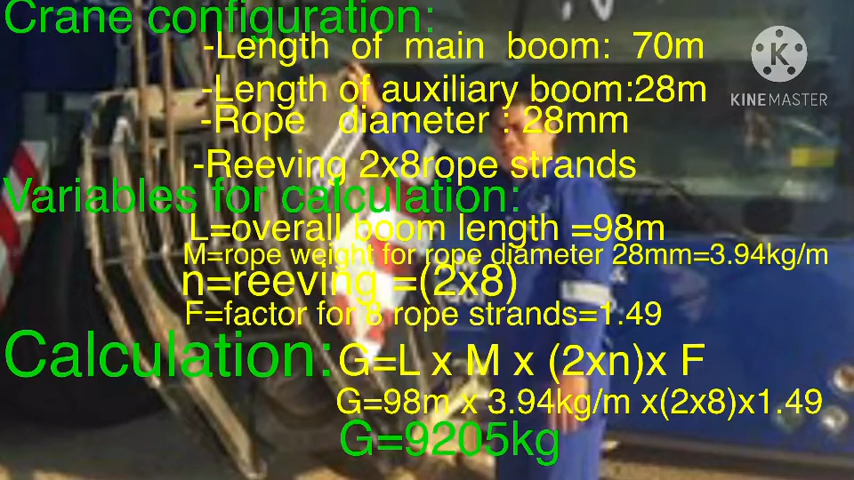 Crane configuration:
-Length of main boom: 70m
-Length of auxiliary boom:28m
-Rope diameter : 28mm
-Reeving 2x8rope strands
Variables for calculation:
L=overall boom length =98m
M=rope weight for rope diameter 28mm=3.94kg/m
n=reeving =(2x8)
F=factor for 8 rope strands=1.49
Calculation:G=L x M x (2xn)x F
G=98m x 3.94kg/m x(2x8)x1.49
G=9205kg
K
KINEMASTER